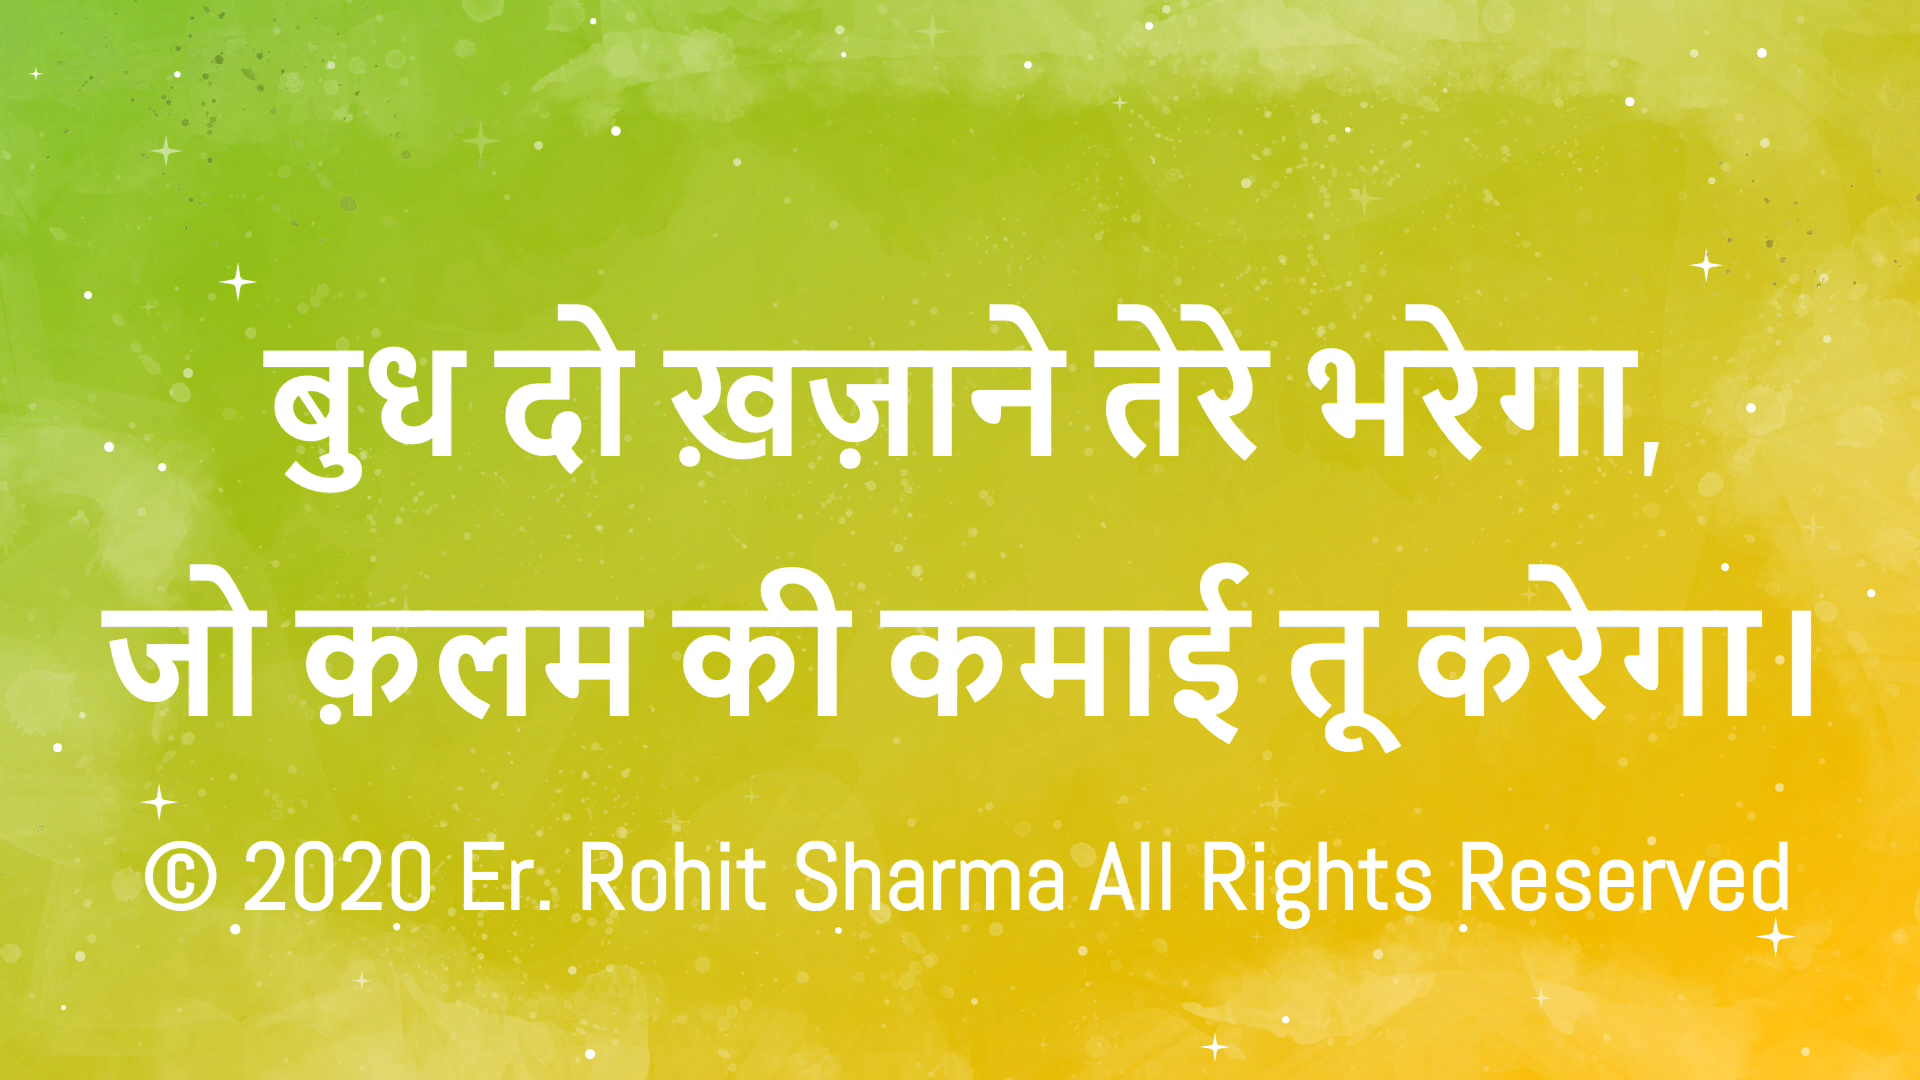 बुध दो ख़ज़ाने तेरे भरेगा,
जो क़लम की कमाई तू करेगा।
© 2020 Er. Rohit Sharma All Rights Reserved